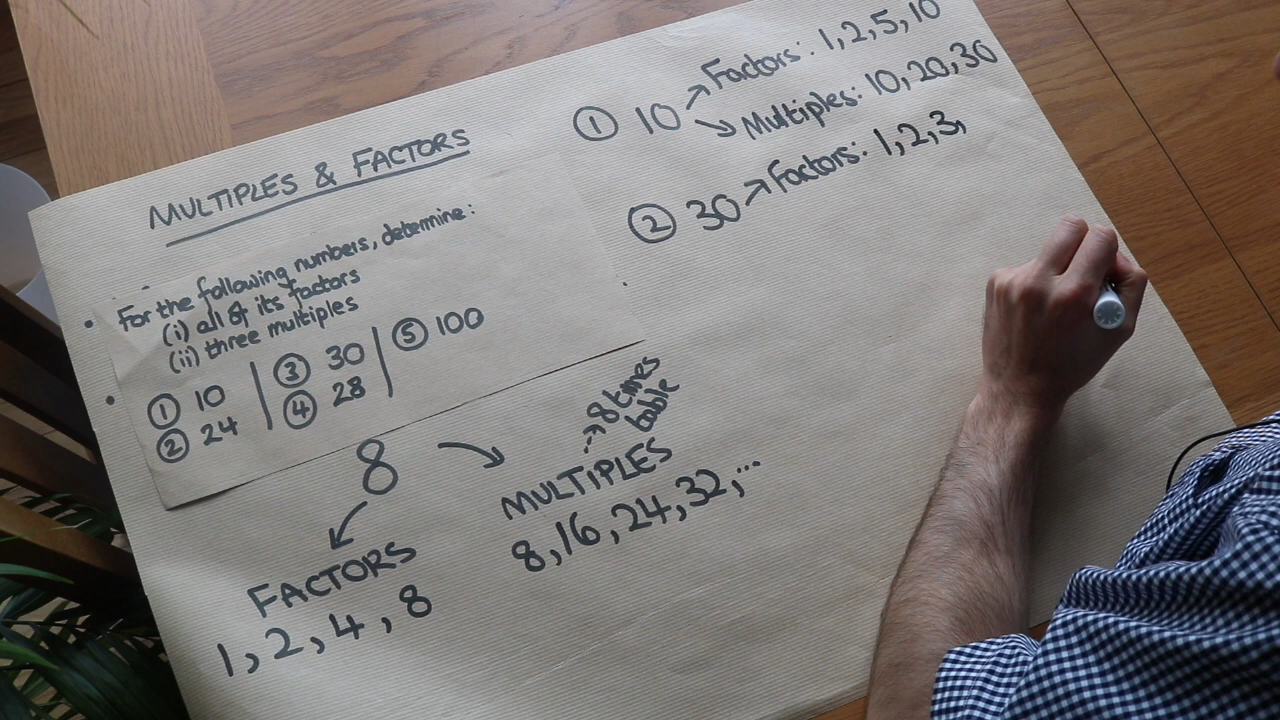 MULTIPLES & FACTORS
For the following numbers, determine:
(i) all of its factors
(ii) three multiples
① 10
② 24
③ 30
④ 28
⑤ 100
8
FACTORS
1, 2, 4, 8
→ 8 times
table
MULTIPLES
8, 16, 24, 32, ...
① 10 → Factors: 1, 2, 5, 10
→ Multiples: 10, 20, 30
② 30 → Factors: 1, 2, 3,